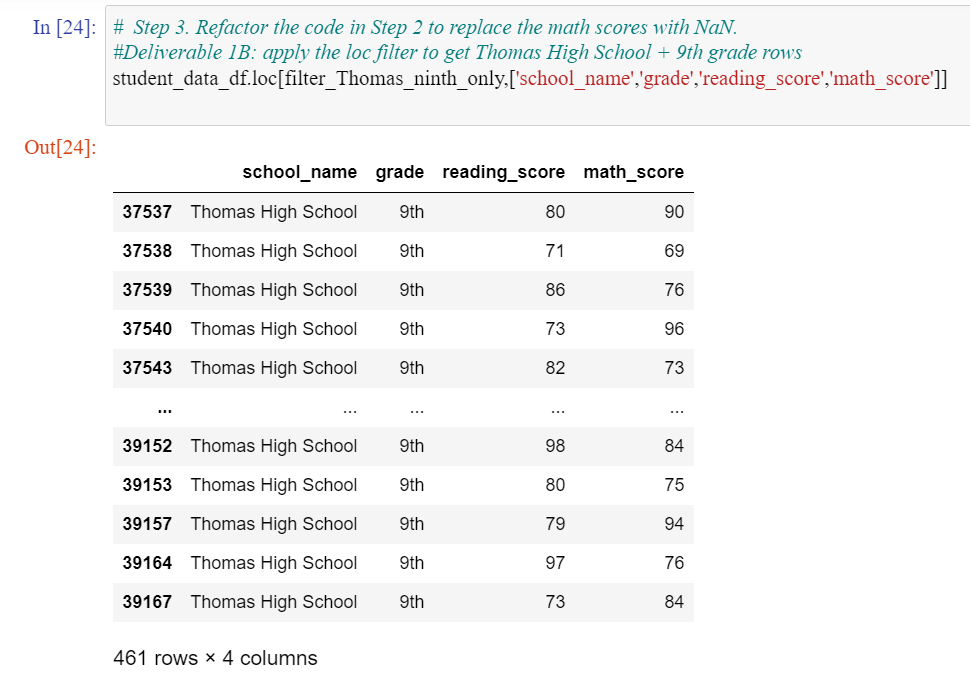 In [24]: # Step 3. Refactor the code in Step 2 to replace the math scores with NaN.
#Deliverable 1B: apply the loc filter to get Thomas High School + 9th grade rows
student_data_df.loc[filter_Thomas_ninth_only,['school_name','grade','reading_score','math_score']]
Out[24]:
school_name grade reading_score math_score
37537 Thomas High School 9th 80 90
37538 Thomas High School 9th 71 69
37539 Thomas High School 9th 86 76
37540 Thomas High School 9th 73 96
37543 Thomas High School 9th 82 73
... ... ... ... ...
39152 Thomas High School 9th 98 84
39153 Thomas High School 9th 80 75
39157 Thomas High School 9th 79 94
39164 Thomas High School 9th 97 76
39167 Thomas High School 9th 73 84
461 rows × 4 columns